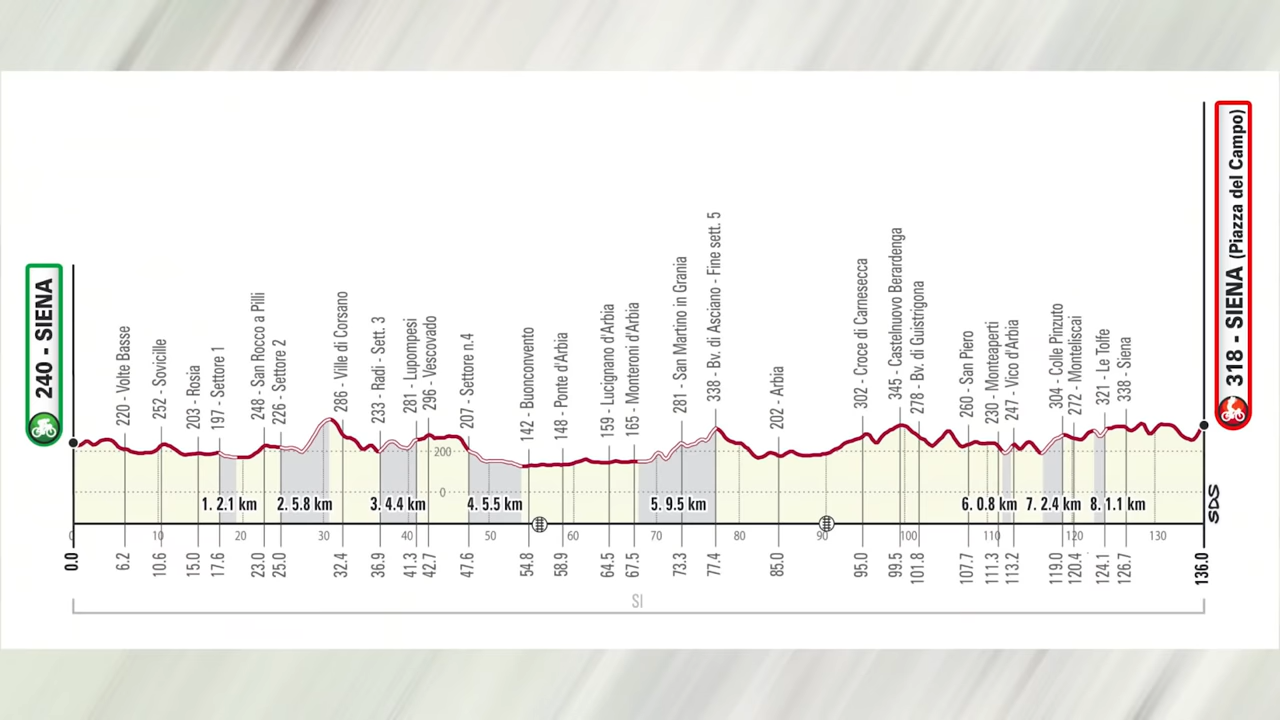 240 - SIENA
220 - Volte Basse
252 - Sovicille
203 - Rosia
197 - Settore 1
248 - San Rocco a Pilli
226 - Settore 2
286 - Ville di Corsano
233 - Radi - Sett. 3
281 - Lupompesi
296 - Vescovado
207 - Settore n.4
142 - Buonconvento
148 - Ponte d'Arbia
159 - Lucignano d'Arbia
165 - Monteroni d'Arbia
281 - San Martino in Grania
338 - Bv. di Asciano - Fine sett. 5
202 - Arbia
302 - Croce di Carnesecca
345 - Castelnuovo Berardenga
278 - Bv. di Guistrigona
260 - San Piero
230 - Monteaperti
247 - Vico d'Arbia
304 - Colle Pinzuto
272 - Monteliscai
321 - Le Tolfe
338 - Siena
318 - SIENA (Piazza del Campo)
200
0
1. 2.1 km
2. 5.8 km
3. 4.4 km
4. 5.5 km
5. 9.5 km
6. 0.8 km
7. 2.4 km
8. 1.1 km
SDS
0 10 20 30 40 50 60 70 80 90 100 110 120 130
0.0 6.2 10.6 15.0 17.6 23.0 25.0 32.4 36.9 41.3 42.7 47.6 54.8 58.9 64.5 67.5 73.3 77.4 85.0 95.0 99.5 101.8 107.7 111.3 113.2 119.0 120.4 124.1 126.7 136.0
SI